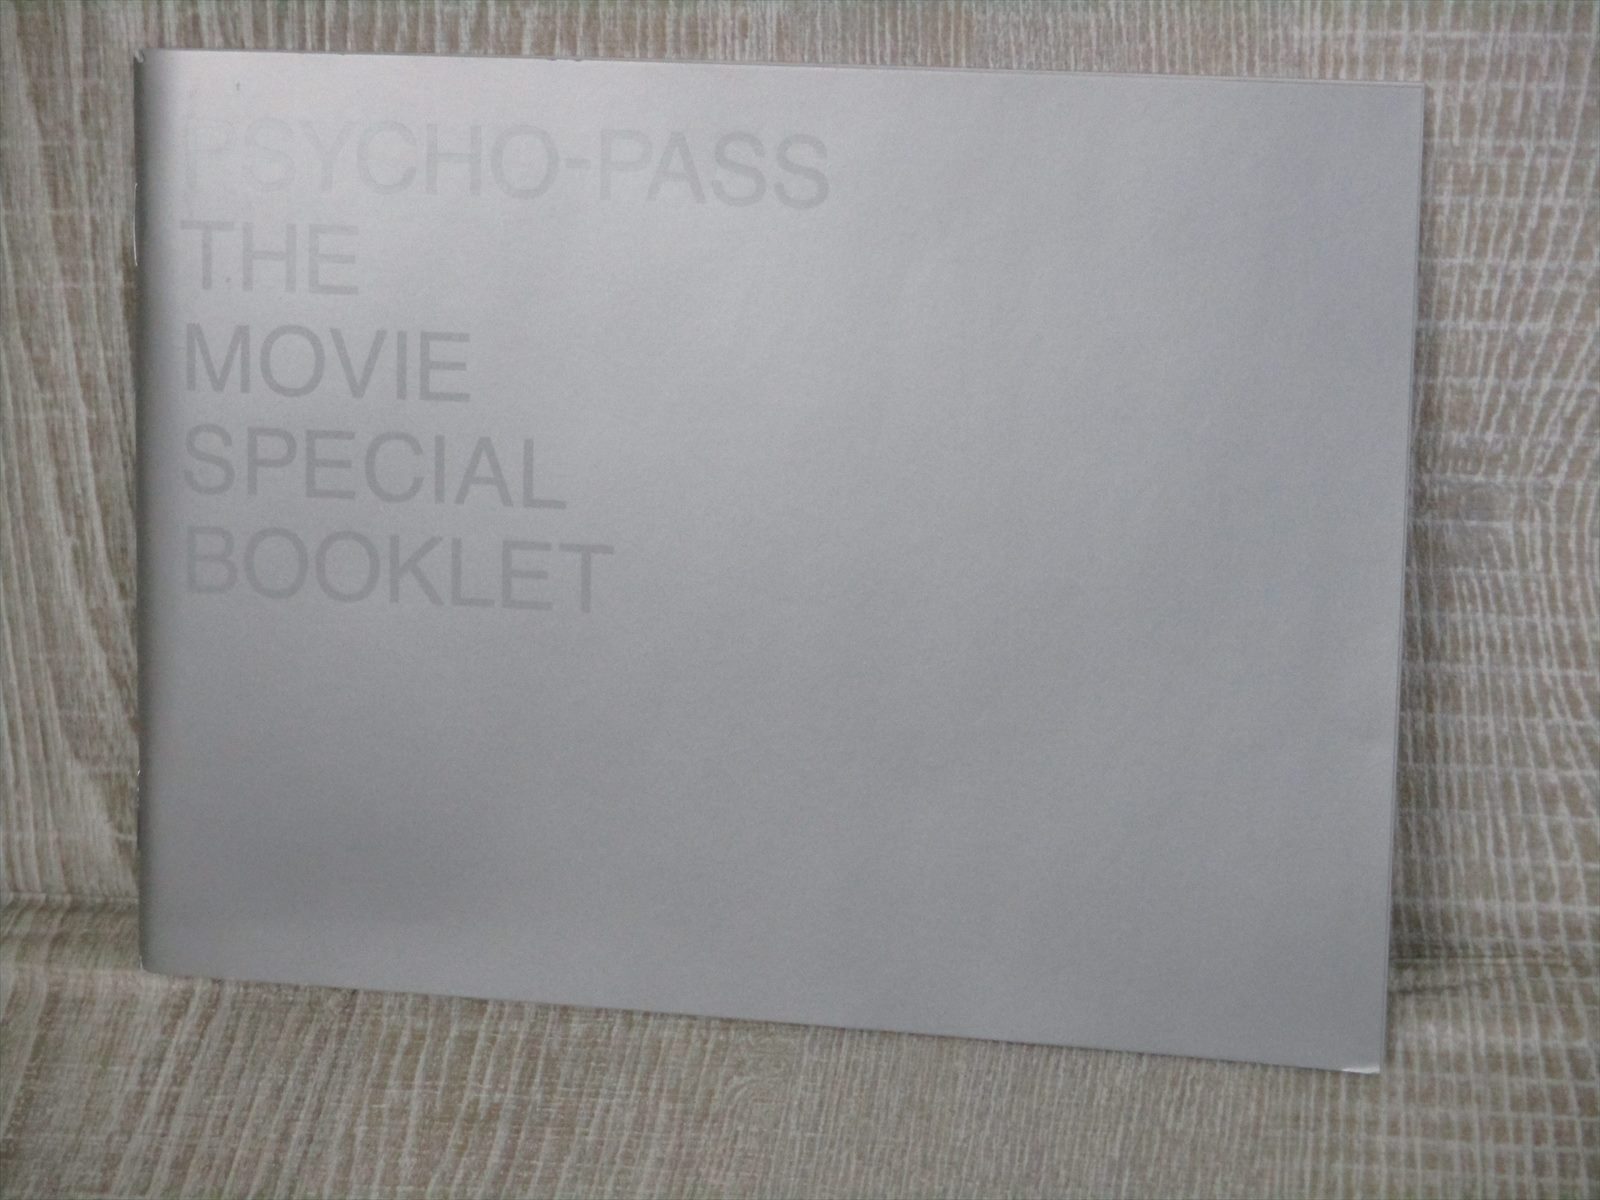 PSYCHO-PASS
THE
MOVIE
SPECIAL
BOOKLET